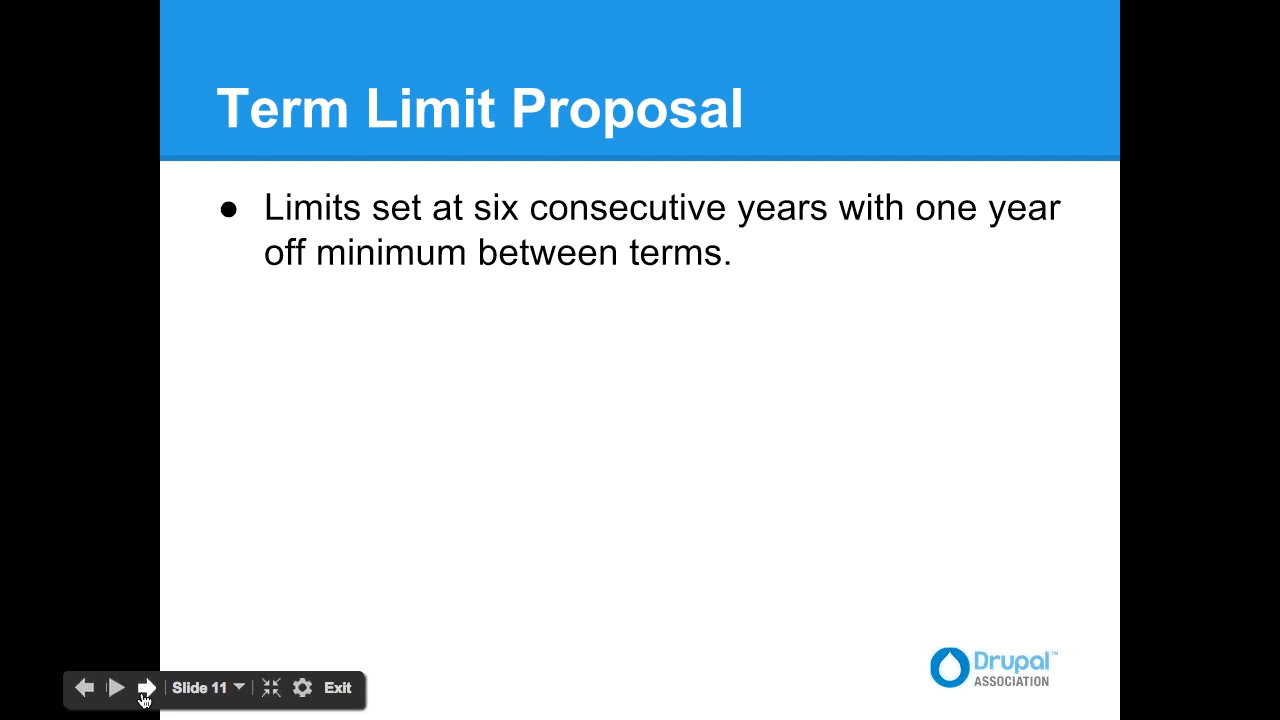 Term Limit Proposal
● Limits set at six consecutive years with one year
off minimum between terms.
Drupal™
ASSOCIATION
Slide 11
Exit